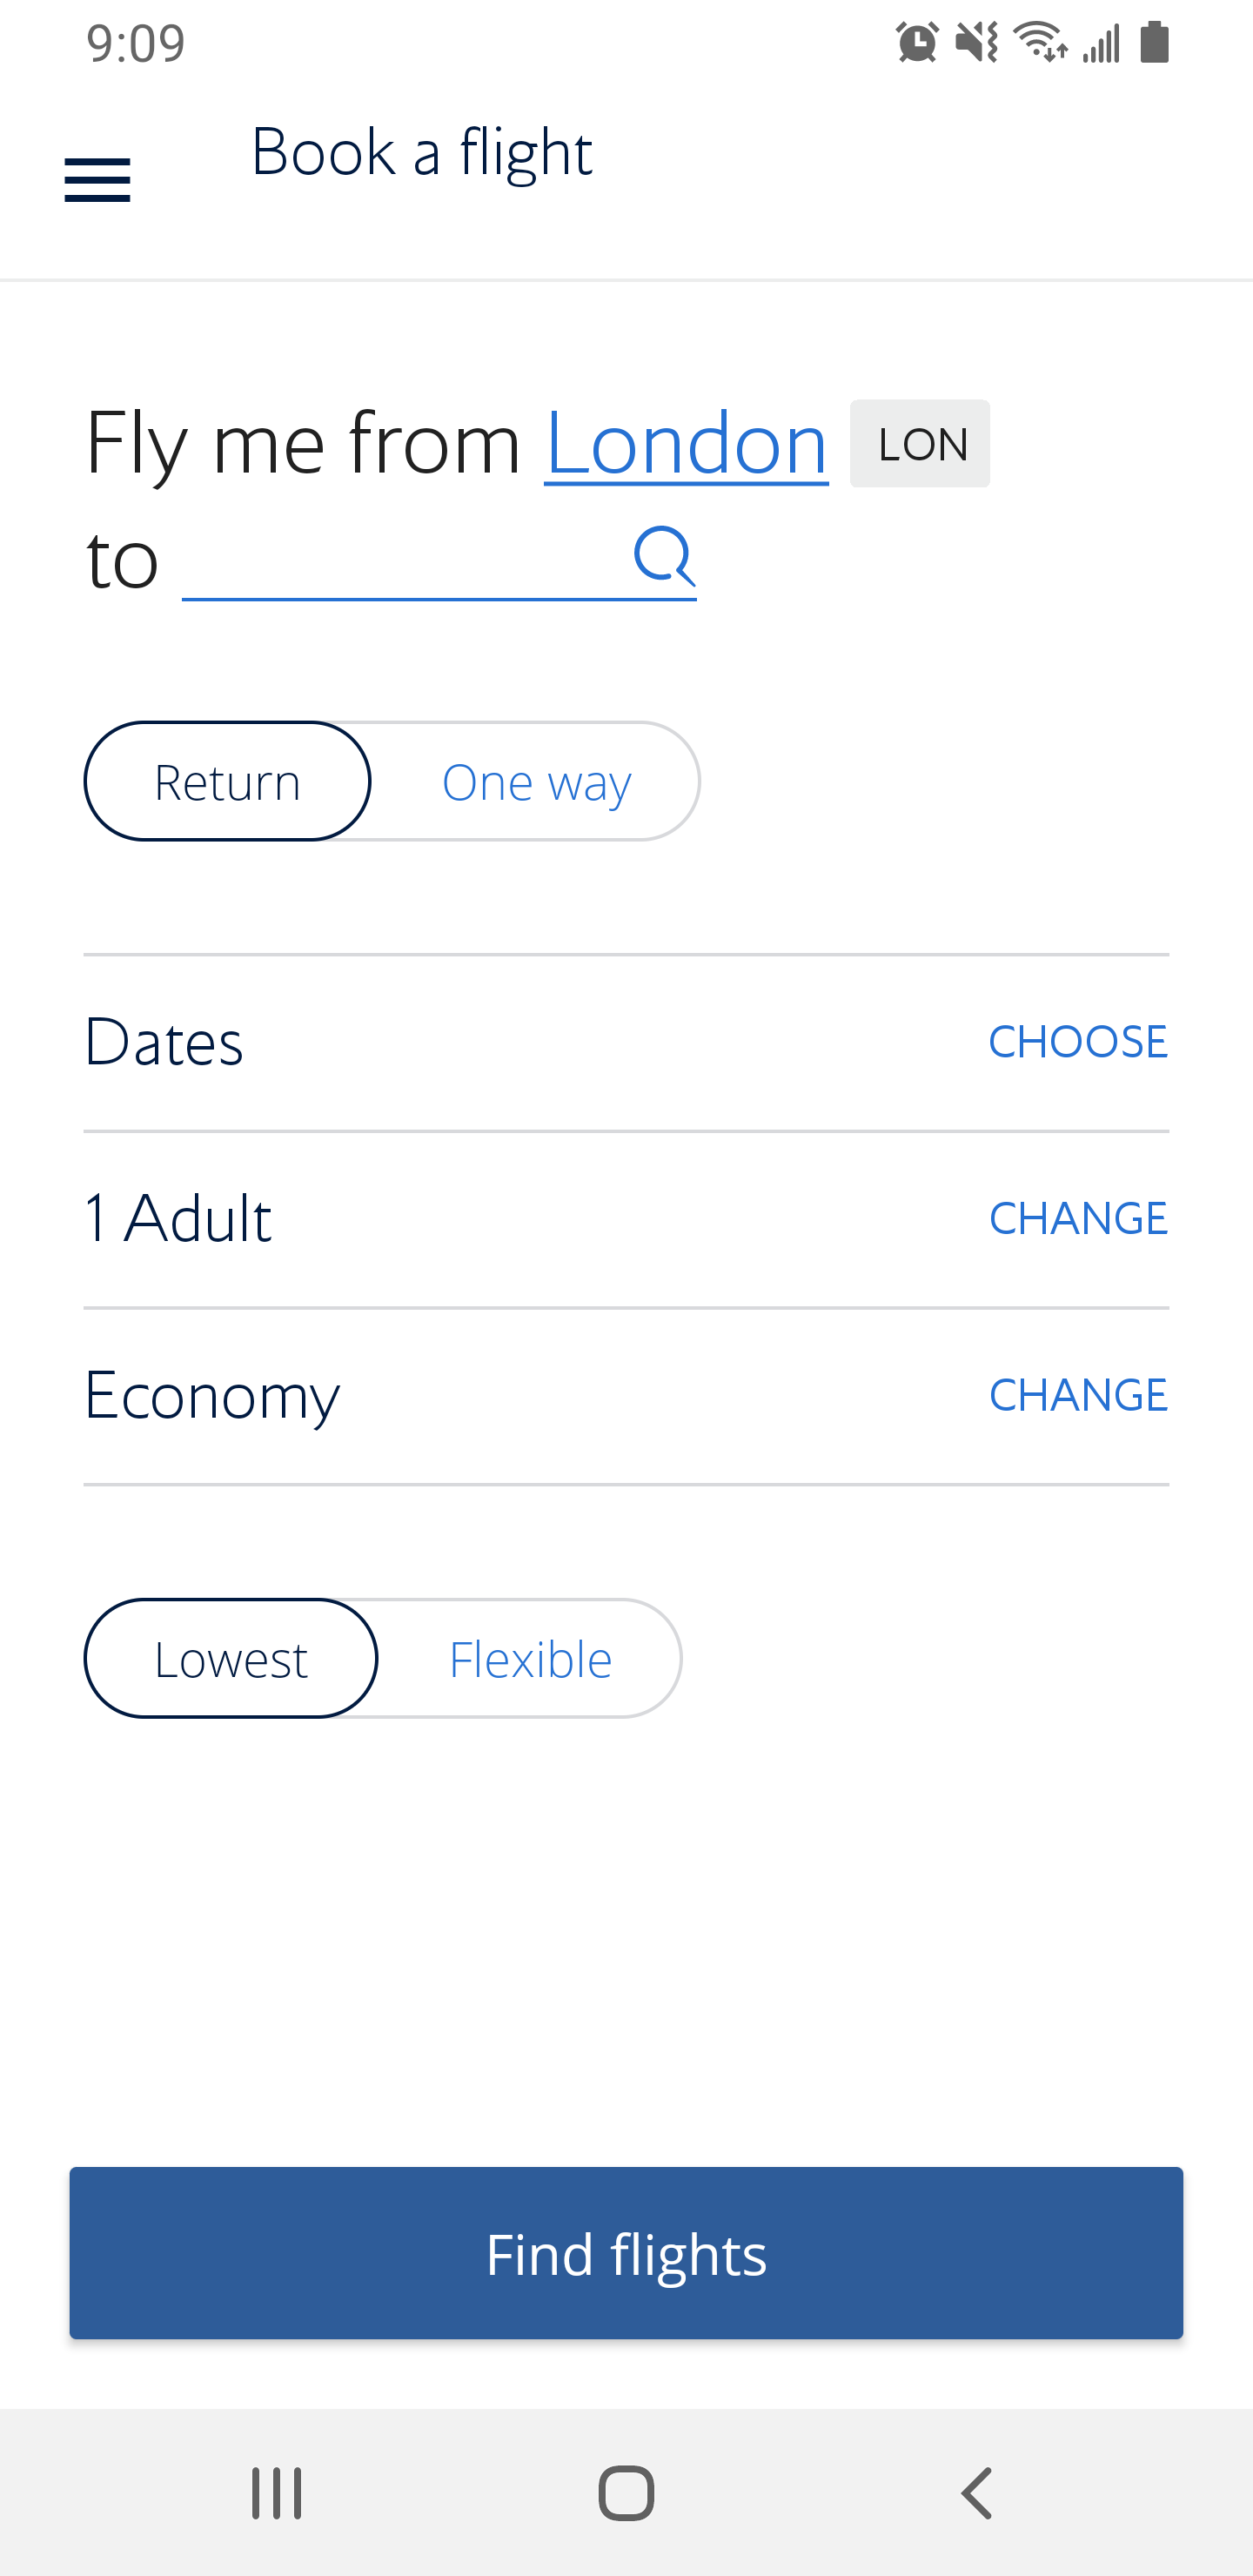 9:09
Book a flight
Fly me from London LON
to
Return One way
Dates CHOOSE
1 Adult CHANGE
Economy CHANGE
Lowest Flexible
Find flights